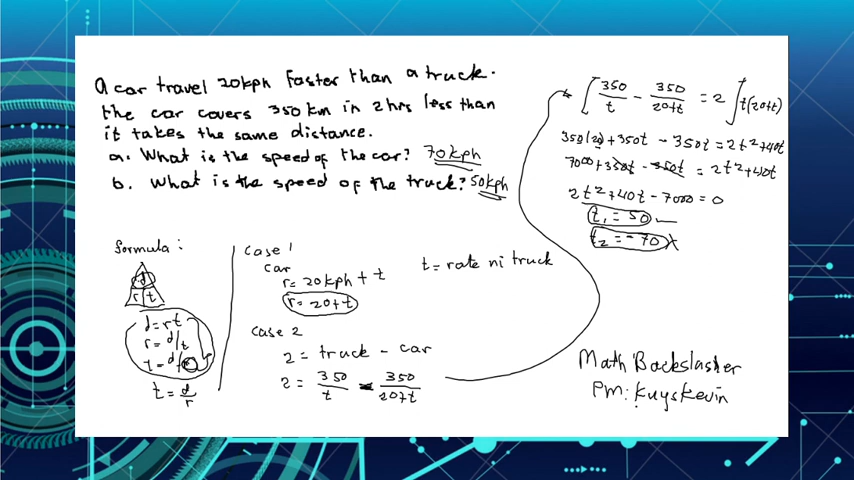 A car travel 20kph faster than a truck.
the car covers 350km in 2hrs less than
it takes the same distance.
a. What is the speed of the car? 70kph
b. What is the speed of the truck? 50kph
formula:
d
r t
d=rt
r=d/t
t=d/r
t=d/r
Case 1
car
r=20kph+t
r=20+t
t=rate ni truck
Case 2
2=truck-car
2=350/t-350/20+t
[350/t-350/20+t=2]t(20+t)
350(20)+350t-350t=2t²+40t
7000+350t-350t=2t²+40t
2t²+40t-7000=0
t₁=50
t₂=-70 X
Math Backslasher
PM: Kuyskevin